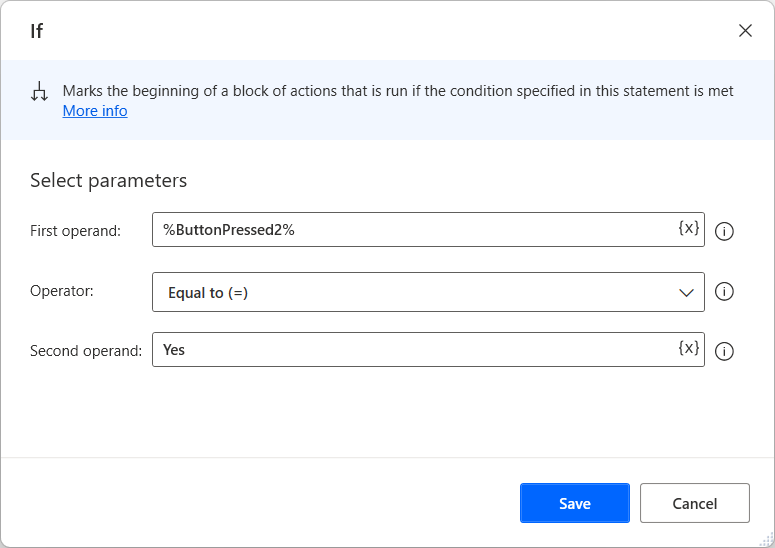 If
Marks the beginning of a block of actions that is run if the condition specified in this statement is met
More info
Select parameters
First operand: %ButtonPressed2% {x}
Operator: Equal to (=)
Second operand: Yes {x}
Save Cancel